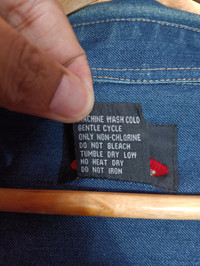 MACHINE WASH COLD
GENTLE CYCLE
ONLY NON-CHLORINE
DO NOT BLEACH
TUMBLE DRY LOW
NO HEAT DRY
DO NOT IRON